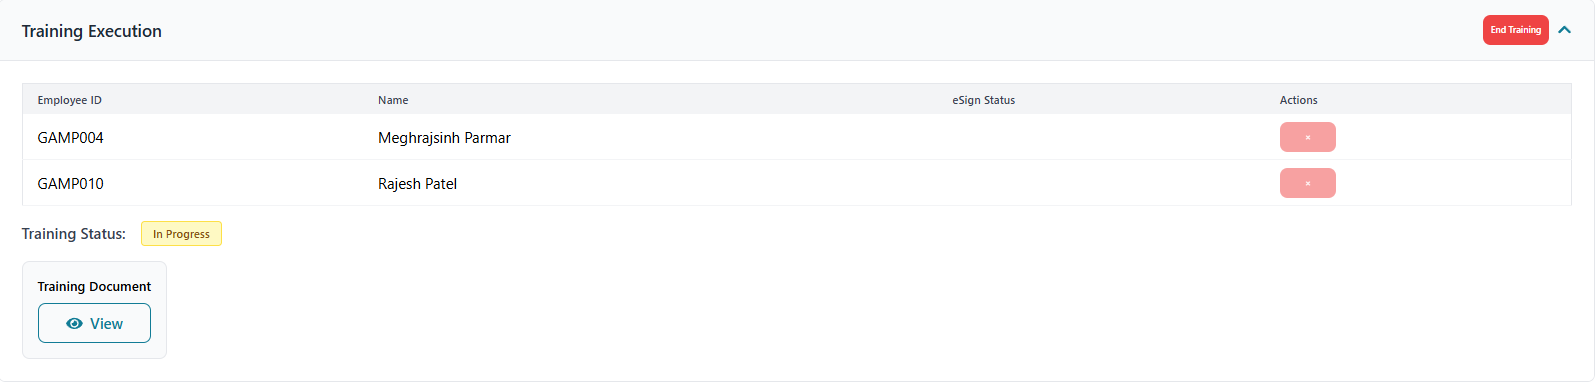 Training Execution
End Training
Employee ID Name eSign Status Actions
GAMP004 Meghrajsinh Parmar ×
GAMP010 Rajesh Patel ×
Training Status: In Progress
Training Document
View